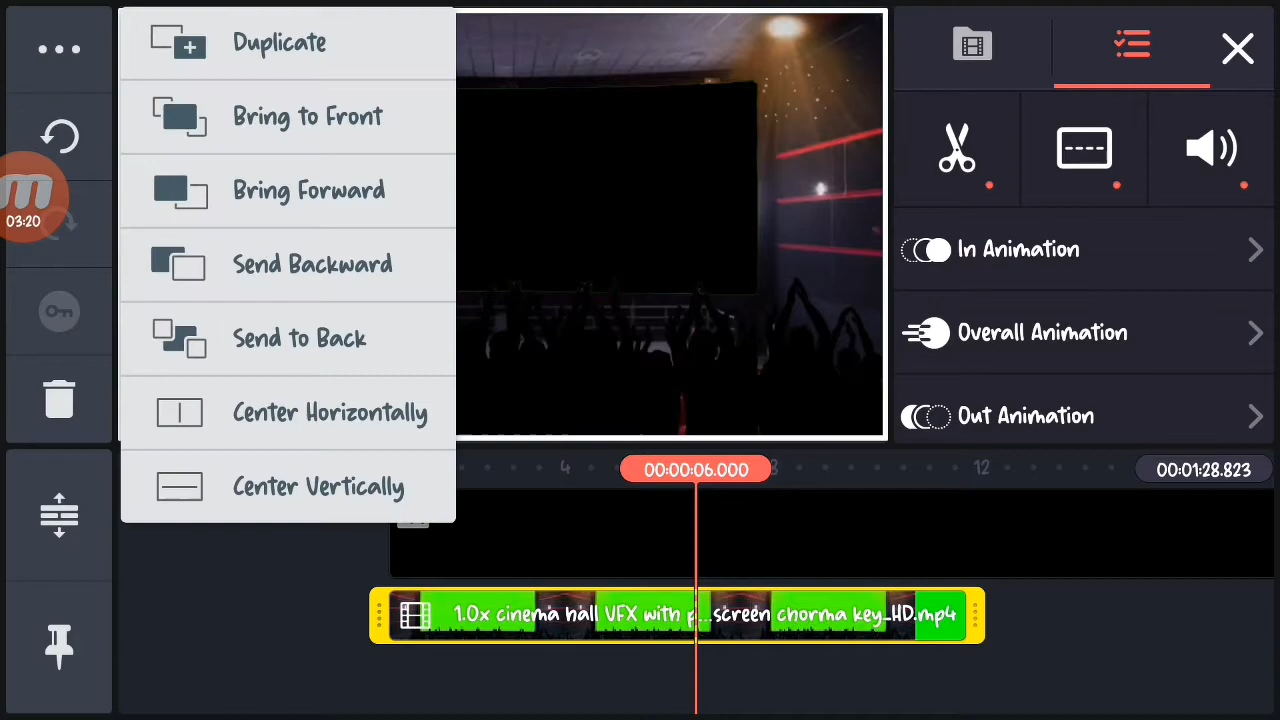 Duplicate
Bring to Front
Bring Forward
Send Backward
Send to Back
Center Horizontally
Center Vertically
03:20
In Animation
Overall Animation
Out Animation
4
00:00:06.000
8
12
00:01:28.823
1.0x cinema hall VFX with p...screen chorma key_HD.mp4